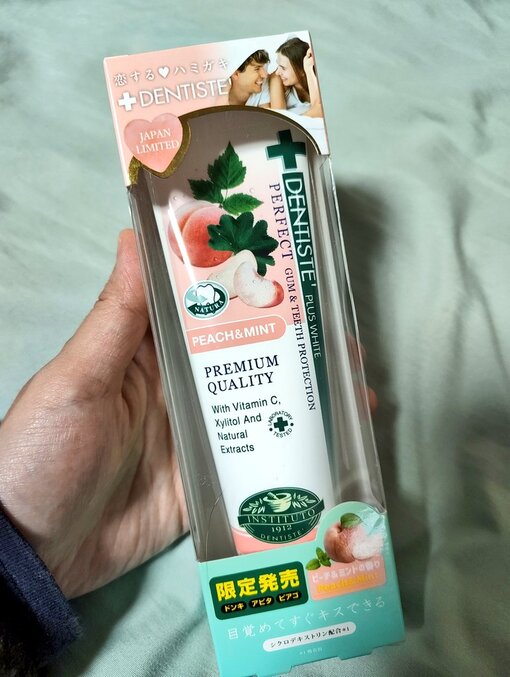 恋する♥ハミガキ
DENTISTE'
JAPAN
LIMITED
DENTISTE' PLUS WHITE
PERFECT GUM & TEETH PROTECTION
NATURA
PEACH&MINT
PREMIUM
QUALITY
With Vitamin C,
Xylitol And
Natural
Extracts
LABORATORY
TESTED
INSTITUTO
1912
DENTISTE'
限定発売
ドンキ アピタ ピアゴ
ピーチ&ミントの香り
Peach&Mint
目覚めてすぐキスできる
シクロデキストリン配合※1